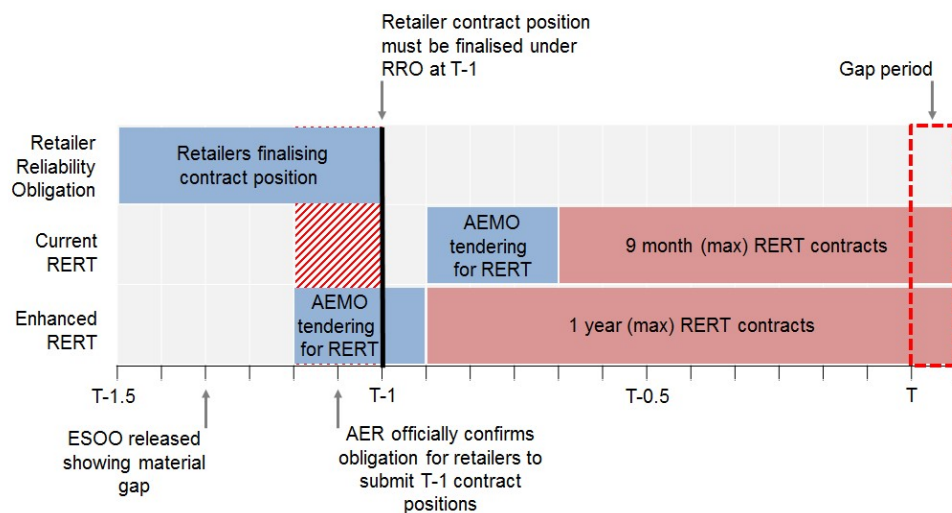 Retailer contract position
must be finalised under
RRO at T-1
Gap period
Retailer
Reliability
Obligation
Retailers finalising
contract position
Current
RERT
AEMO
tendering
for RERT
9 month (max) RERT contracts
Enhanced
RERT
AEMO
tendering
for RERT
1 year (max) RERT contracts
T-1.5
T-1
T-0.5
T
ESOO released
showing material
gap
AER officially confirms
obligation for retailers to
submit T-1 contract
positions